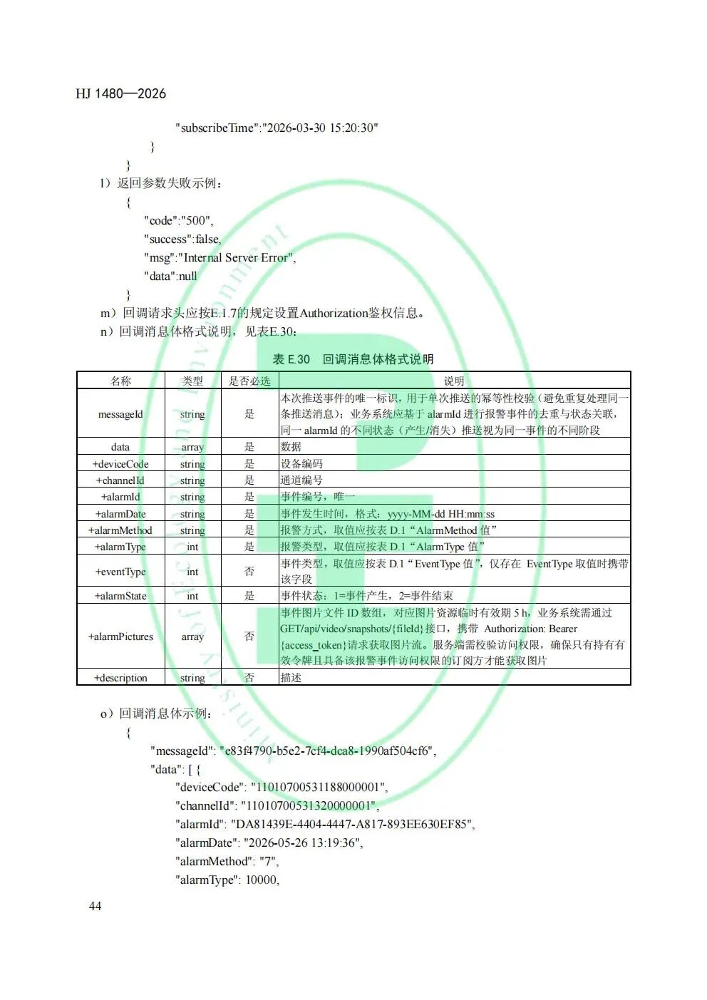 HJ 1480—2026
"subscribeTime":"2026-03-30 15:20:30"
}
}
l）返回参数失败示例：
{
"code":"500",
"success":false,
"msg":"Internal Server Error",
"data":null
}
m）回调请求头应按E.1.7的规定设置Authorization鉴权信息。
n）回调消息体格式说明，见表E.30：
表 E.30 回调消息体格式说明
名称 类型 是否必选 说明
messageId string 是 本次推送事件的唯一标识，用于单次推送的幂等性校验（避免重复处理同一
条推送消息）；业务系统应基于 alarmId 进行报警事件的去重与状态关联，
同一 alarmId 的不同状态（产生/消失）推送视为同一事件的不同阶段
data array 是 数据
+deviceCode string 是 设备编码
+channelId string 是 通道编号
+alarmId string 是 事件编号，唯一
+alarmDate string 是 事件发生时间，格式：yyyy-MM-dd HH:mm:ss
+alarmMethod string 是 报警方式，取值应按表 D.1“AlarmMethod 值”
+alarmType int 是 报警类型，取值应按表 D.1“AlarmType 值”
+eventType int 否 事件类型，取值应按表 D.1“EventType 值”，仅存在 EventType 取值时携带
该字段
+alarmState int 是 事件状态：1=事件产生，2=事件结束
+alarmPictures array 否 事件图片文件 ID 数组，对应图片资源临时有效期 5 h，业务系统需通过
GET/api/video/snapshots/{fileId}接口，携带 Authorization: Bearer
{access_token}请求获取图片流。服务端需校验访问权限，确保只有持有有
效令牌且具备该报警事件访问权限的订阅方才能获取图片
+description string 否 描述
o）回调消息体示例：
{
"messageId": "e83f4790-b5e2-7cf4-dca8-1990af504cf6",
"data": [ {
"deviceCode": "11010700531188000001",
"channelId": "11010700531320000001",
"alarmId": "DA81439E-4404-4447-A817-893EE630EF85",
"alarmDate": "2026-05-26 13:19:36",
"alarmMethod": "7",
"alarmType": 10000,
44
Ministry of Ecology and Environment